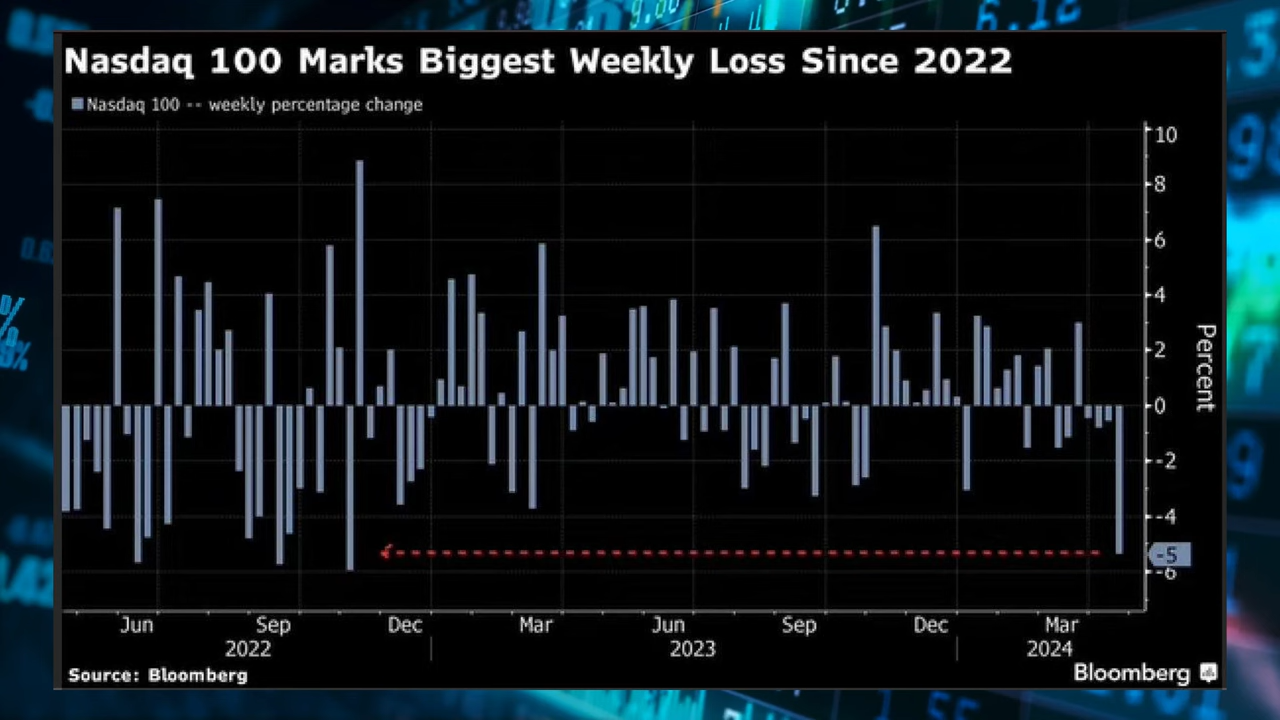 Nasdaq 100 Marks Biggest Weekly Loss Since 2022
Nasdaq 100 -- weekly percentage change
10
8
6
4
2
0
-2
-4
-5
-6
Percent
Jun Sep Dec Mar Jun Sep Dec Mar
2022 2023 2024
Source: Bloomberg
Bloomberg
6.12